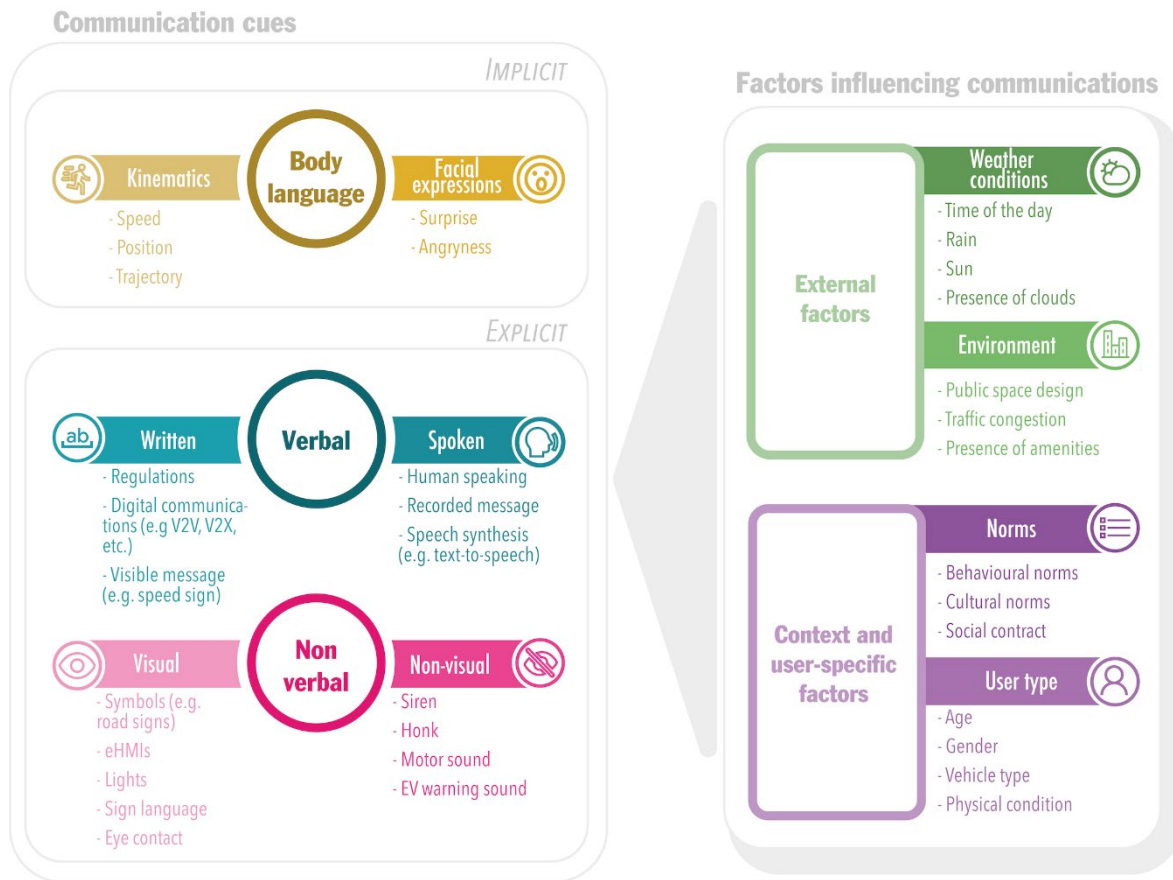 Communication cues
IMPLICIT
Kinematics
- Speed
- Position
- Trajectory
Body
language
Facial
expressions
- Surprise
- Angryness
EXPLICIT
ab
Written
- Regulations
- Digital communica-
tions (e.g V2V, V2X,
etc.)
- Visible message
(e.g. speed sign)
Verbal
Spoken
- Human speaking
- Recorded message
- Speech synthesis
(e.g. text-to-speech)
Visual
- Symbols (e.g.
road signs)
- eHMIs
- Lights
- Sign language
- Eye contact
Non
verbal
Non-visual
- Siren
- Honk
- Motor sound
- EV warning sound
Factors influencing communications
External
factors
Weather
conditions
- Time of the day
- Rain
- Sun
- Presence of clouds
Environment
- Public space design
- Traffic congestion
- Presence of amenities
Context and
user-specific
factors
Norms
- Behavioural norms
- Cultural norms
- Social contract
User type
- Age
- Gender
- Vehicle type
- Physical condition